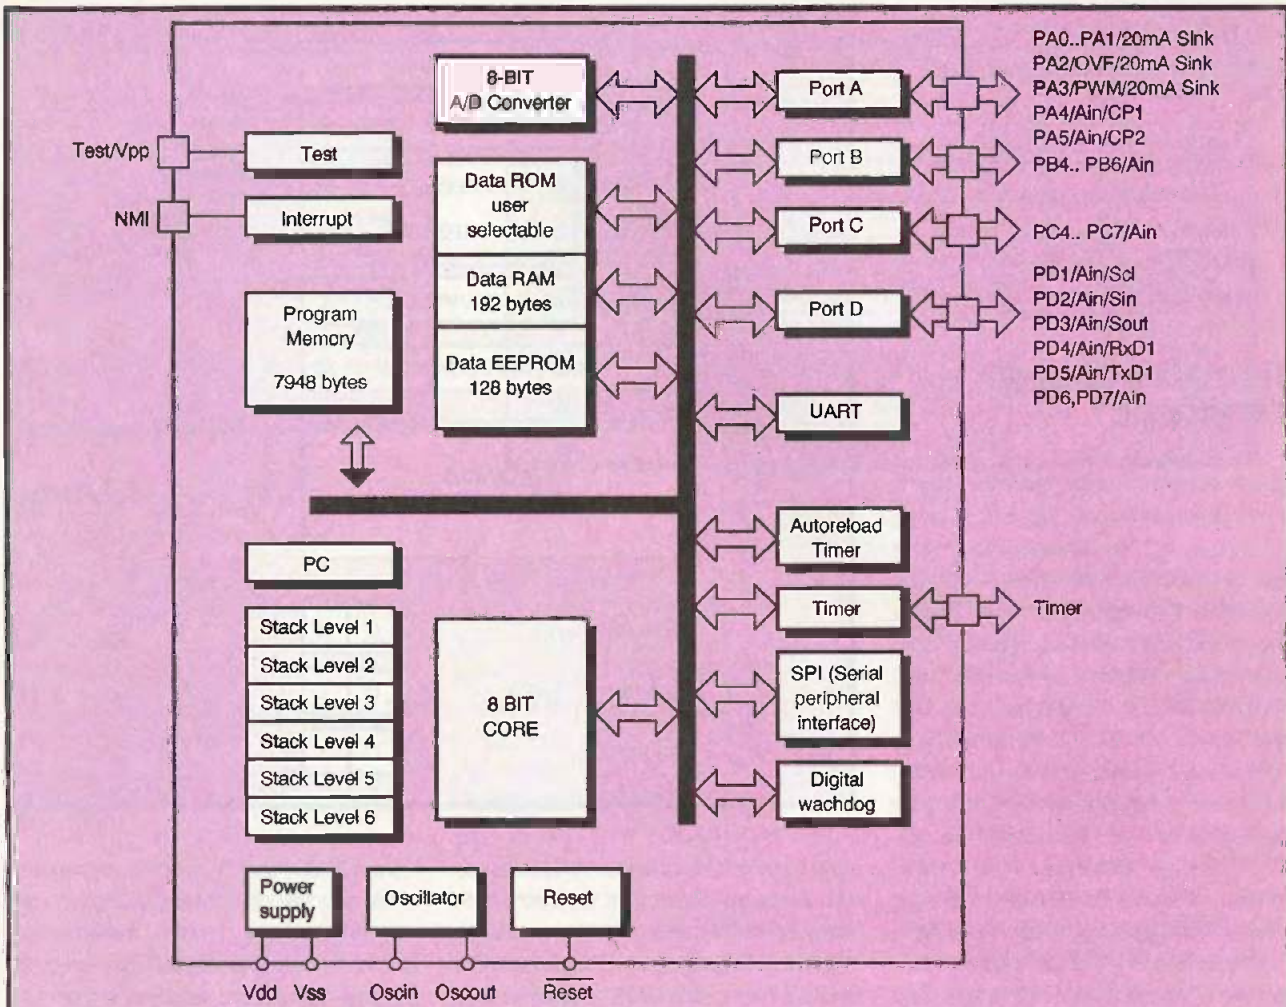 8-BIT
A/D Converter
Test/Vpp
Test
NMI
Interrupt
Program
Memory
7948 bytes
Data ROM
user
selectable
Data RAM
192 bytes
Data EEPROM
128 bytes
PC
Stack Level 1
Stack Level 2
Stack Level 3
Stack Level 4
Stack Level 5
Stack Level 6
8 BIT
CORE
Power
supply
Oscillator
Reset
Vdd
Vss
Oscin
Oscout
Reset
Port A
Port B
Port C
Port D
UART
Autoreload
Timer
Timer
SPI (Serial
peripheral
interface)
Digital
wachdog
PA0..PA1/20mA Sink
PA2/OVF/20mA Sink
PA3/PWM/20mA Sink
PA4/Ain/CP1
PA5/Ain/CP2
PB4.. PB6/Ain
PC4.. PC7/Ain
PD1/Ain/Scl
PD2/Ain/Sin
PD3/Ain/Sout
PD4/Ain/RxD1
PD5/Ain/TxD1
PD6,PD7/Ain
Timer